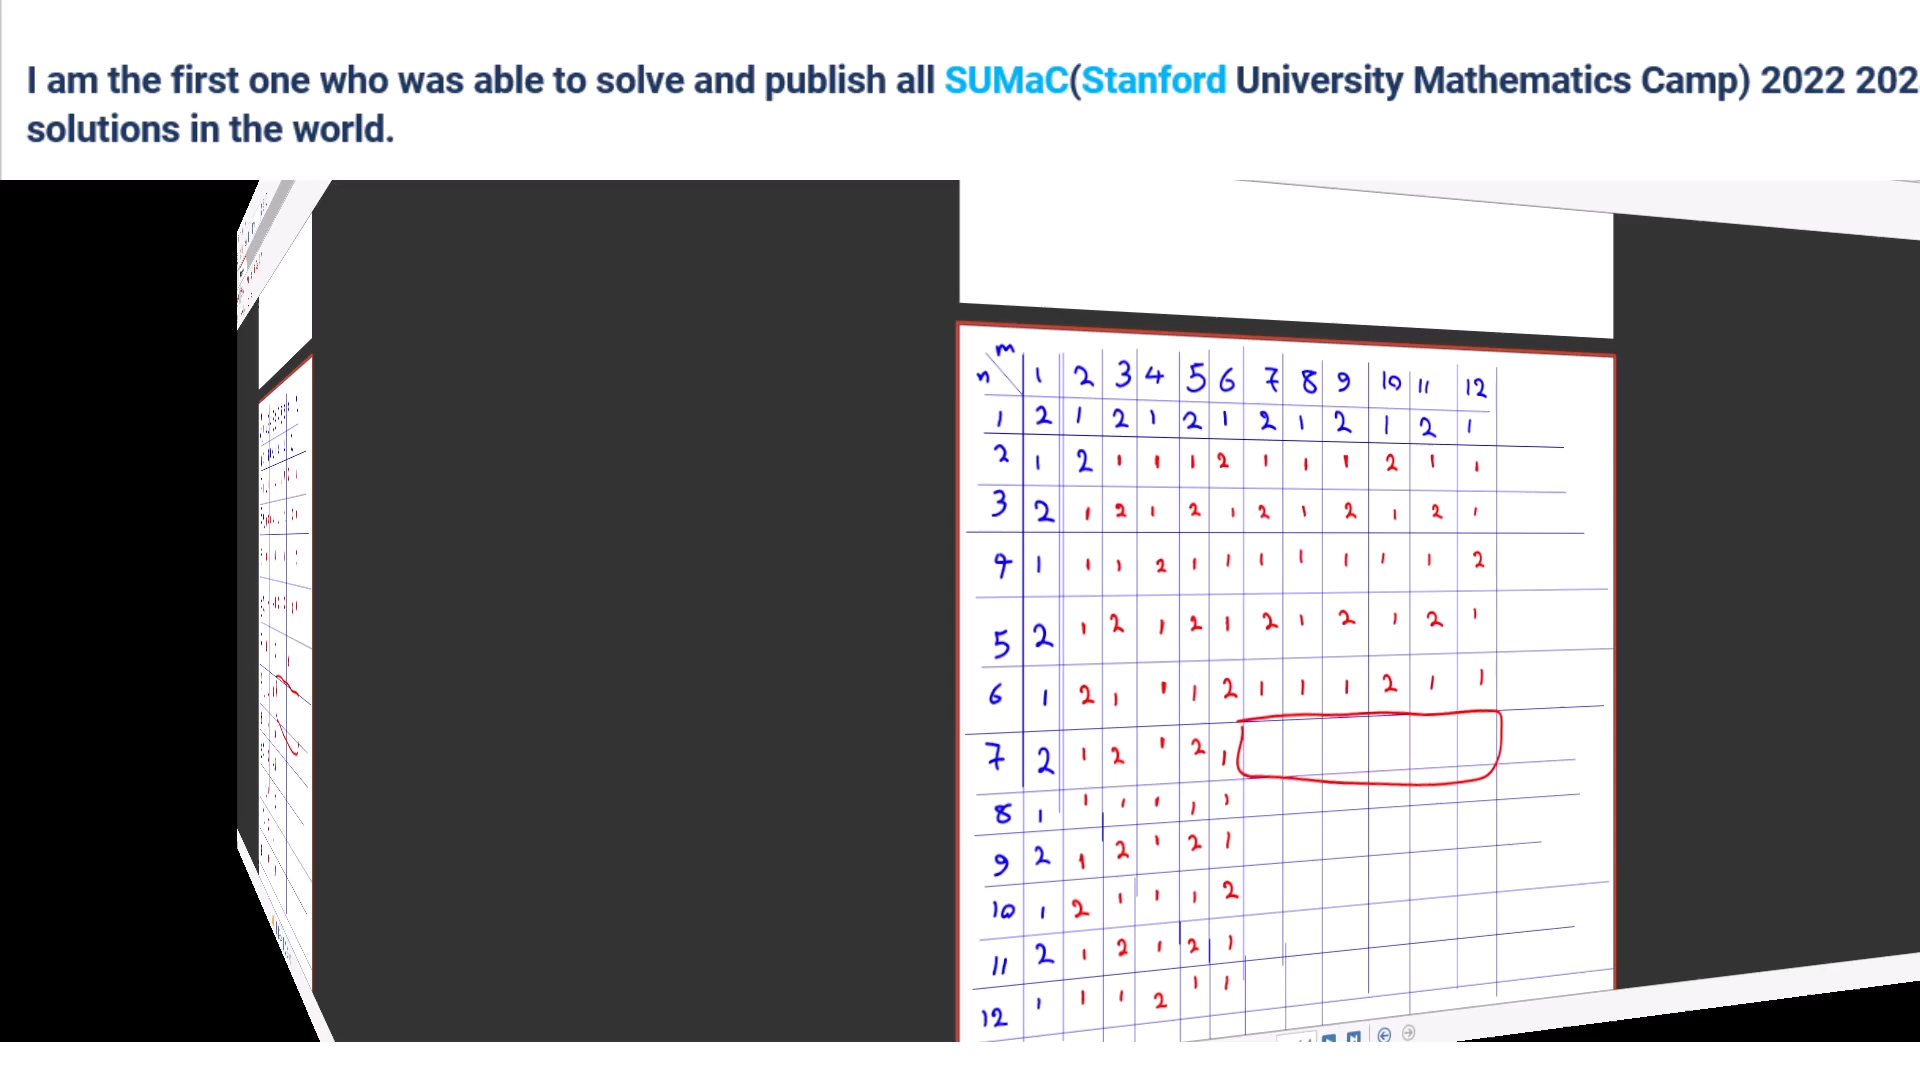 I am the first one who was able to solve and publish all SUMaC(Stanford University Mathematics Camp) 2022 202
solutions in the world.
m
n 1 2 3 4 5 6 7 8 9 10 11 12
1 2 1 2 1 2 1 2 1 2 1 2 1
2 1 2 1 1 1 2 1 1 1 2 1 1
3 2 1 2 1 2 1 2 1 2 1 2 1
4 1 1 1 2 1 1 1 1 1 1 1 2
5 2 1 2 1 2 1 2 1 2 1 2 1
6 1 2 1 1 1 2 1 1 1 2 1 1
7 2 1 2 1 2 1
8 1 1 1 1 1 1
9 2 1 2 1 2 1
10 1 2 1 1 1 2
11 2 1 2 1 2 1
12 1 1 1 2 1 1